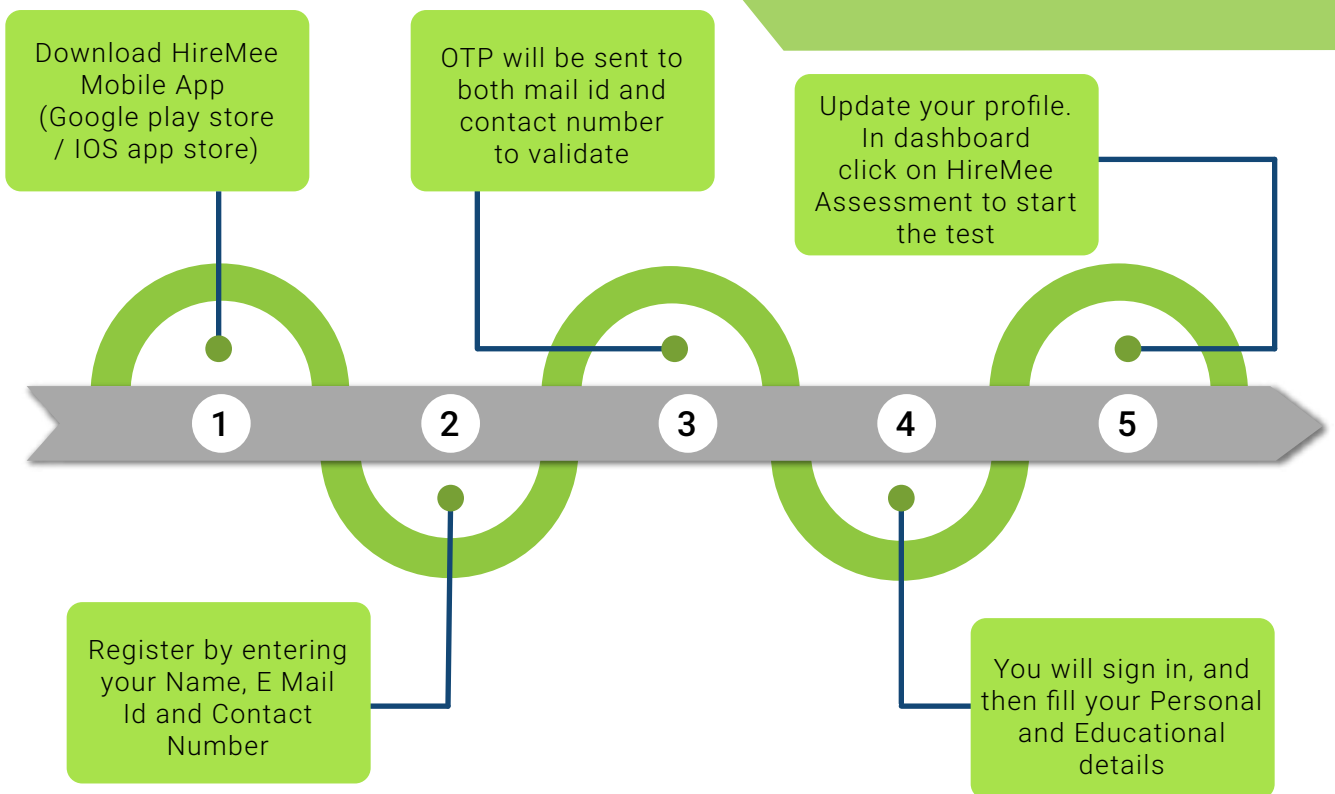 Download HireMee
Mobile App
(Google play store
/ IOS app store)
OTP will be sent to
both mail id and
contact number
to validate
Update your profile.
In dashboard
click on HireMee
Assessment to start
the test
1
2
3
4
5
Register by entering
your Name, E Mail
Id and Contact
Number
You will sign in, and
then fill your Personal
and Educational
details